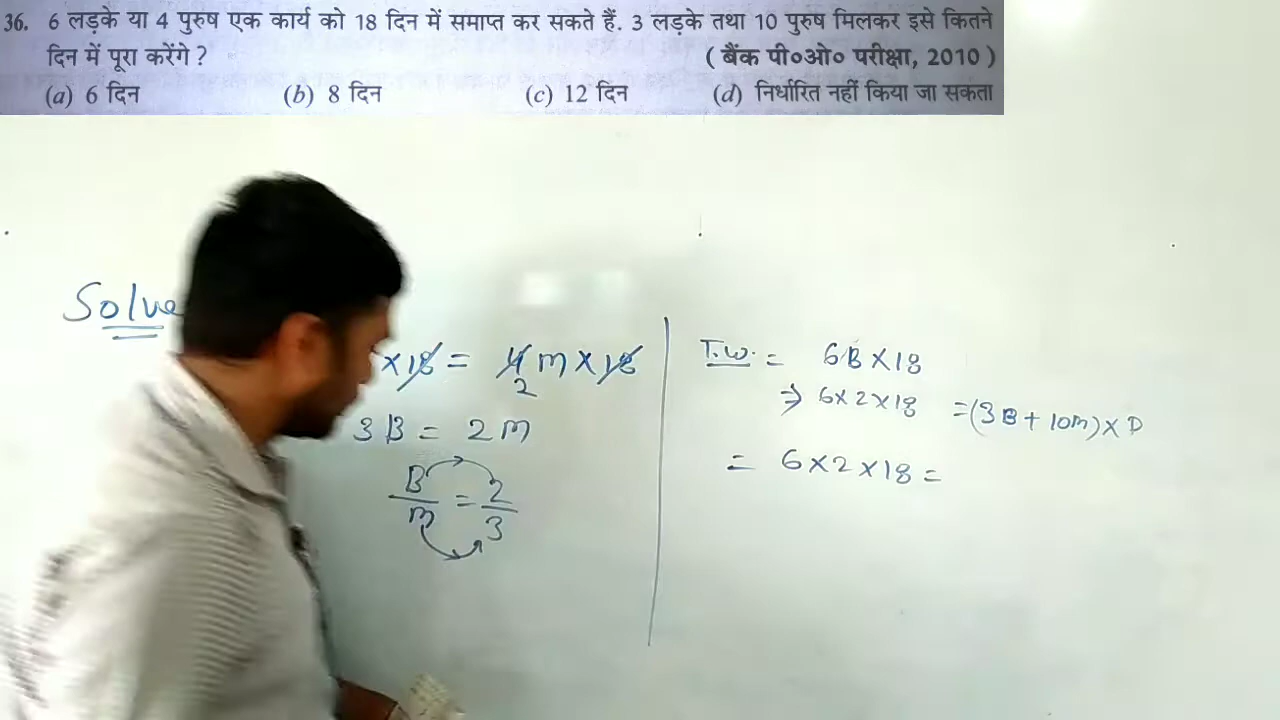 36. 6 लड़के या 4 पुरुष एक कार्य को 18 दिन में समाप्त कर सकते हैं. 3 लड़के तथा 10 पुरुष मिलकर इसे कितने
दिन में पूरा करेंगे ? ( बैंक पी०ओ० परीक्षा, 2010 )
(a) 6 दिन (b) 8 दिन (c) 12 दिन (d) निर्धारित नहीं किया जा सकता
Solve
×18 = 4 m × 18
2
3B = 2m
B/m = 2/3
T.W. = 6B×18
⇒ 6×2×18 = (3B + 10m) × D
= 6×2×18 =